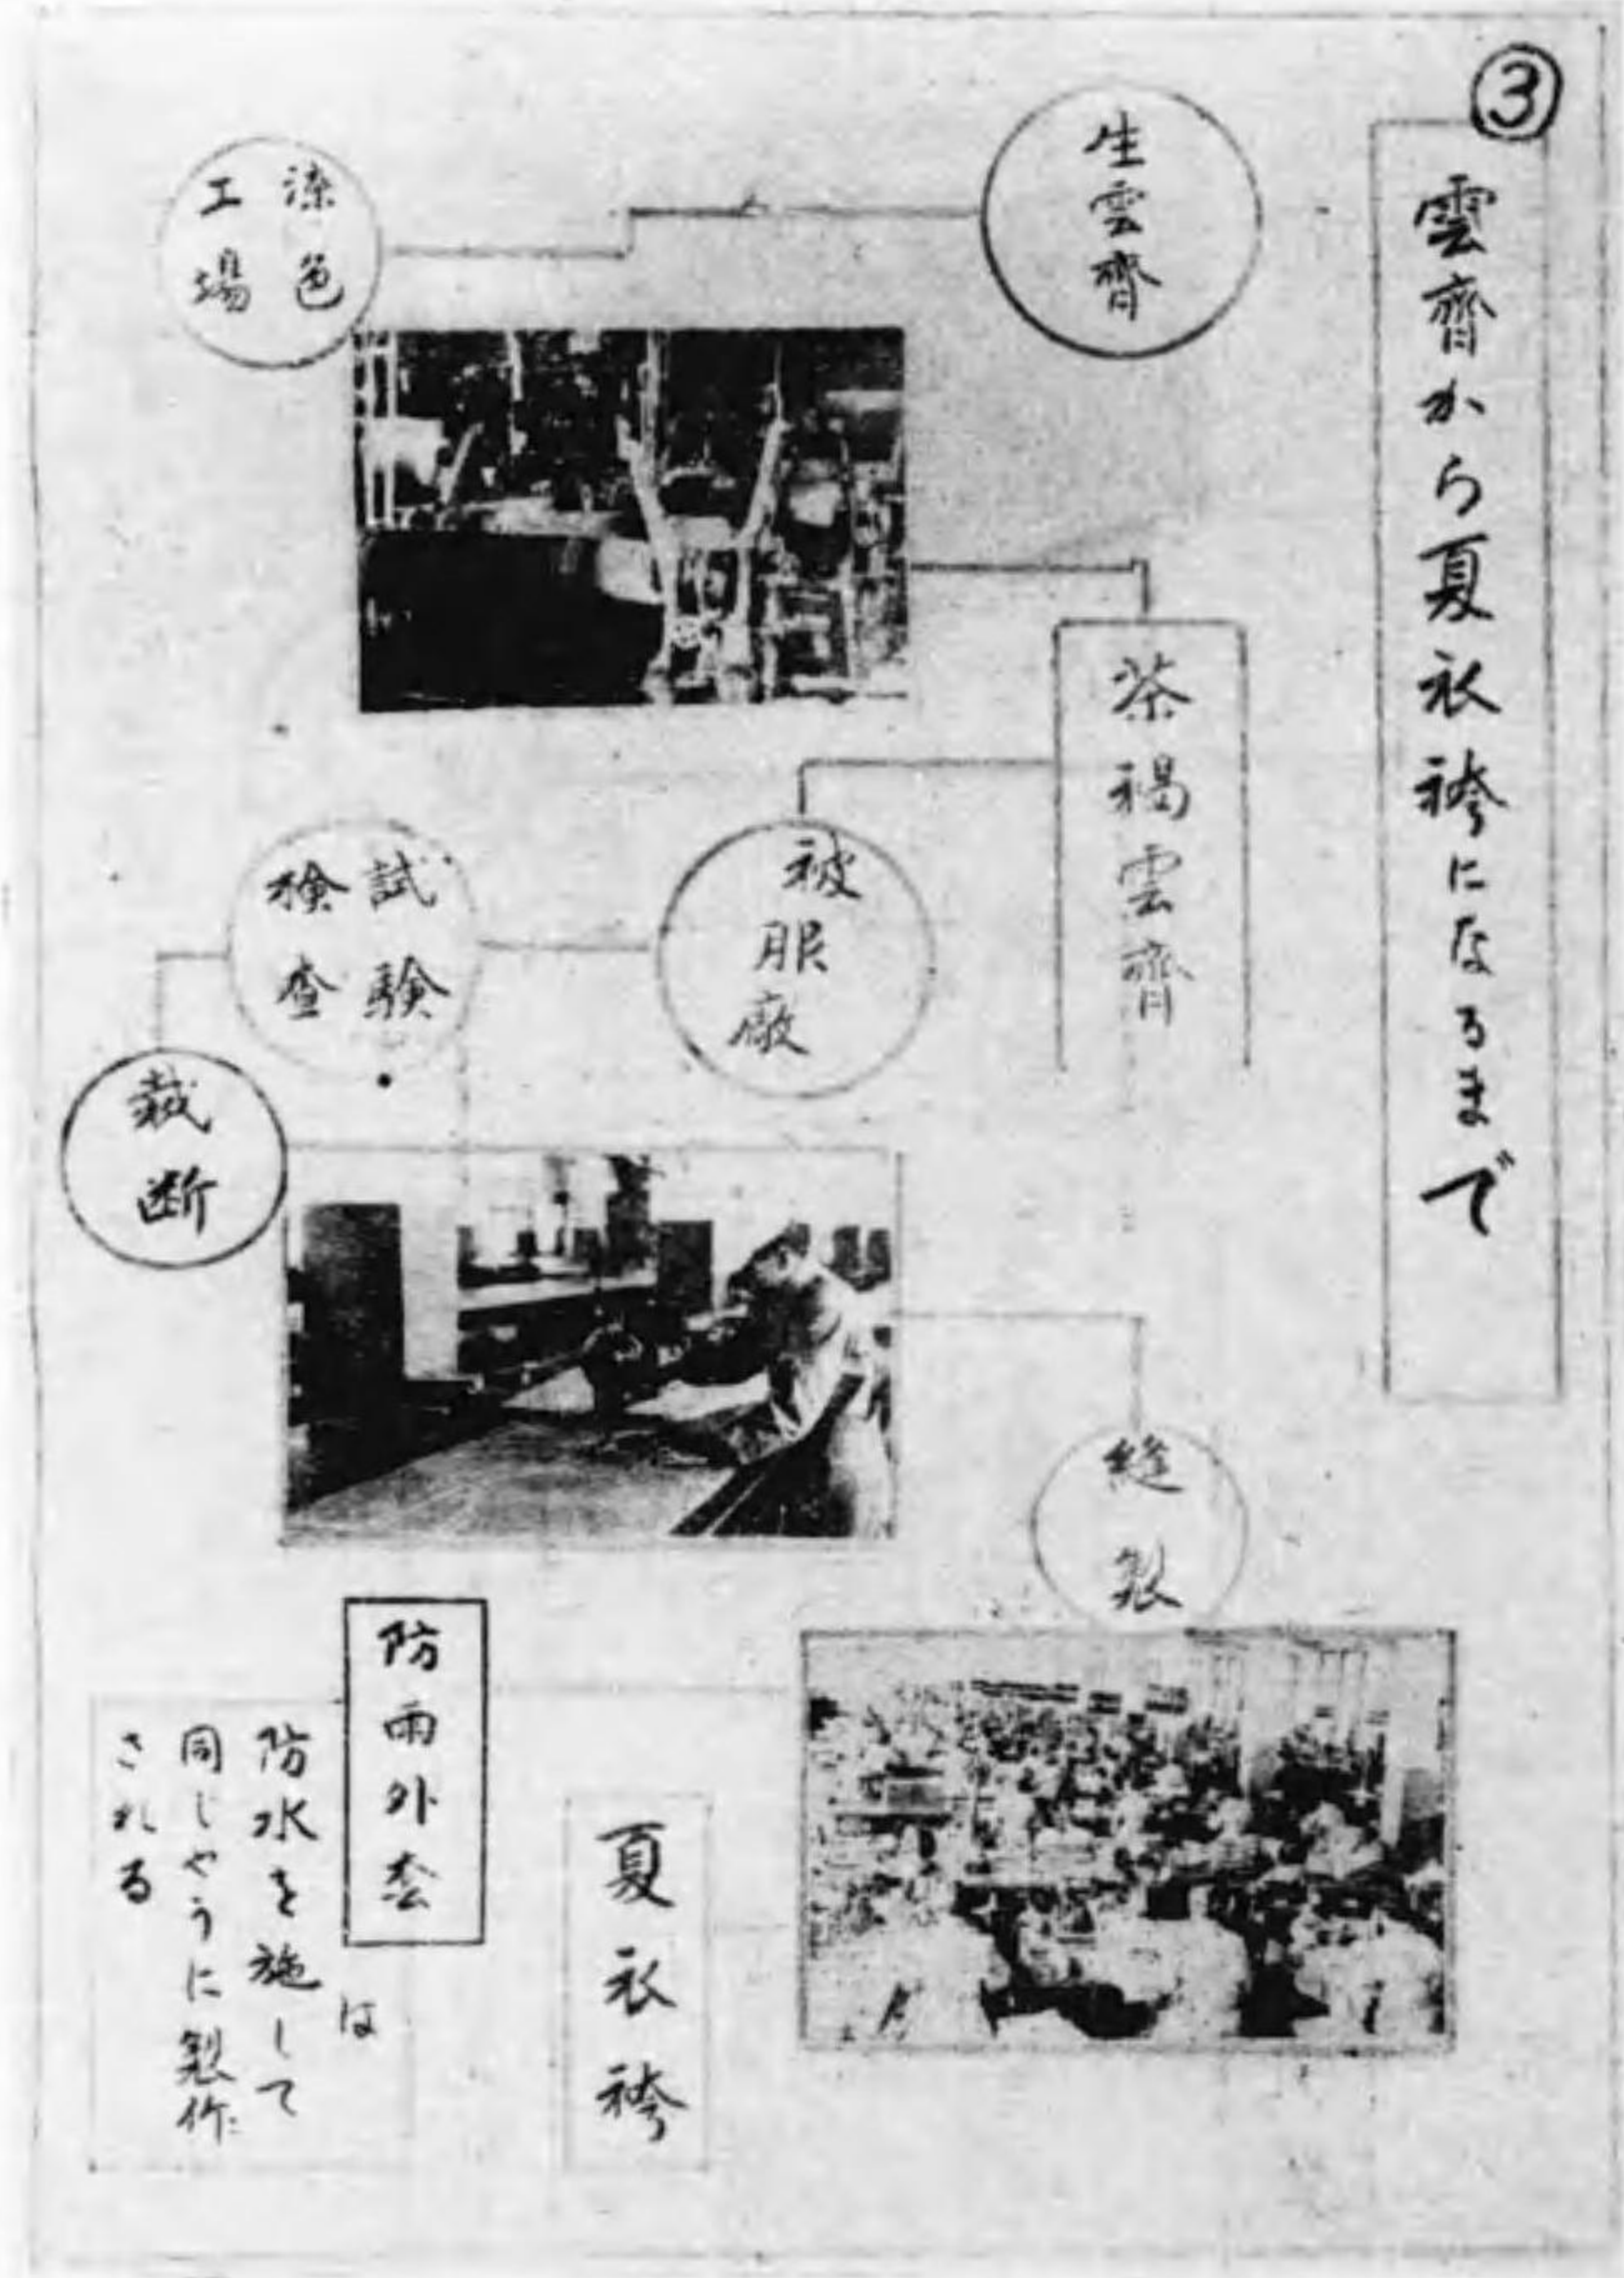 ③
雲齊から夏衣袴になるまで
生雲齊
染色
工場
茶褐雲齊
被服廠
試験
検査
裁断
縫製
夏衣袴
防雨外套
は
防水を施して
同じやうに製作
される